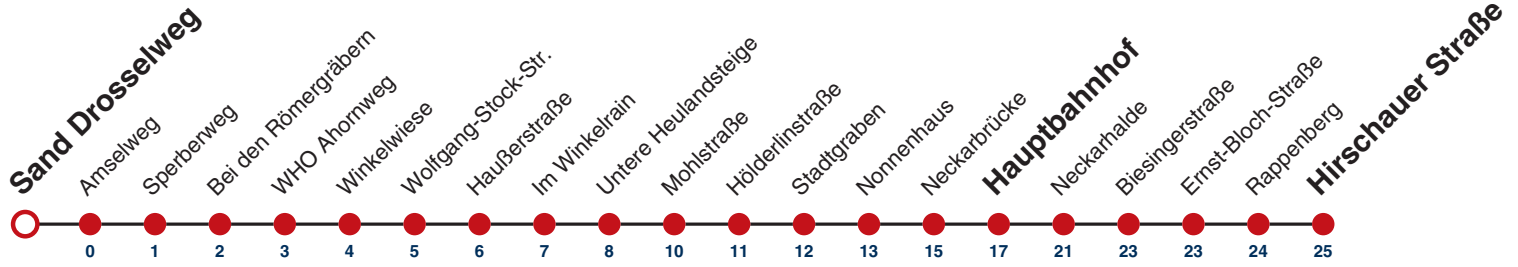 Sand Drosselweg
Amselweg
Sperberweg
Bei den Römergräbern
WHO Ahornweg
Winkelwiese
Wolfgang-Stock-Str.
Haußerstraße
Im Winkelrain
Untere Heulandsteige
Mohlstraße
Hölderlinstraße
Stadtgraben
Nonnenhaus
Neckarbrücke
Hauptbahnhof
Neckarhalde
Biesingerstraße
Ernst-Bloch-Straße
Rappenberg
Hirschauer Straße
0 1 2 3 4 5 6 7 8 10 11 12 13 15 17 21 23 23 24 25